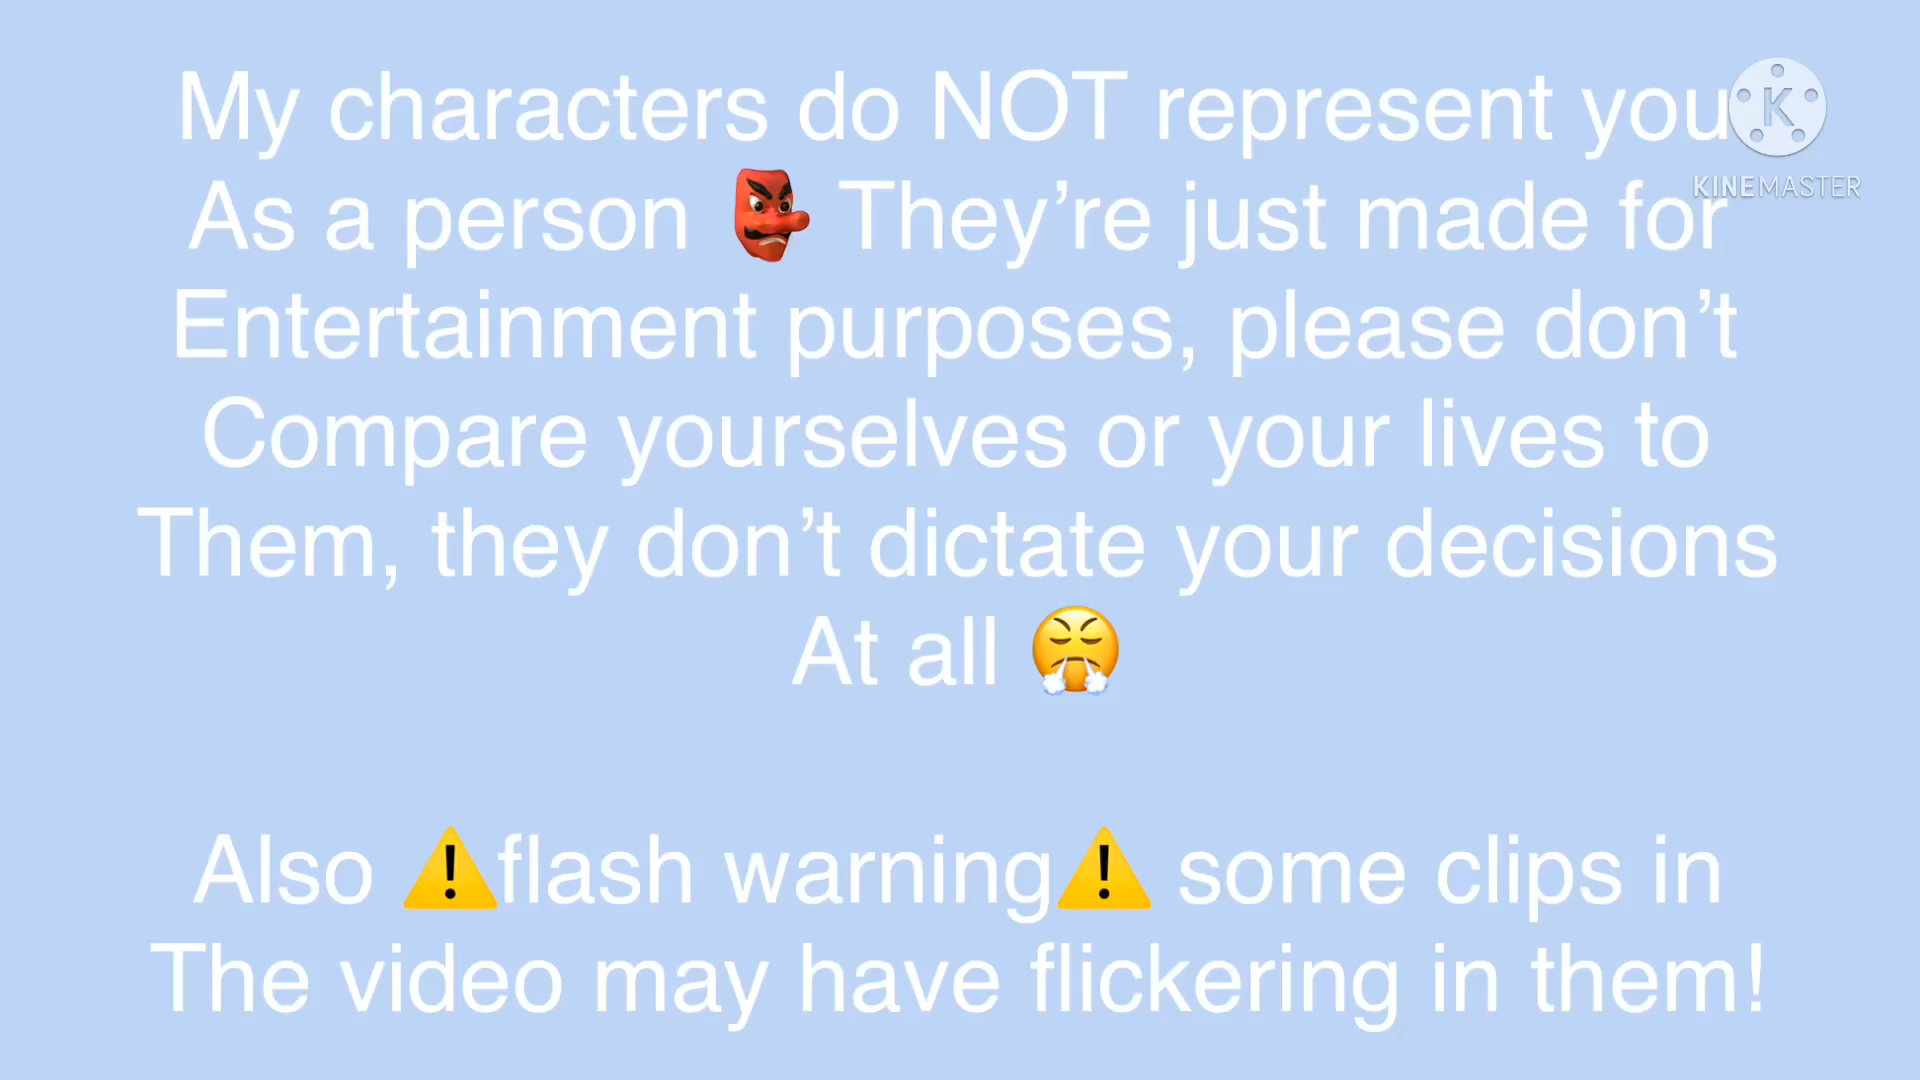 My characters do NOT represent you
As a person 👺 They’re just made for
Entertainment purposes, please don’t
Compare yourselves or your lives to
Them, they don’t dictate your decisions
At all 😤
Also ⚠️flash warning⚠️ some clips in
The video may have flickering in them!
K
KINEMASTER